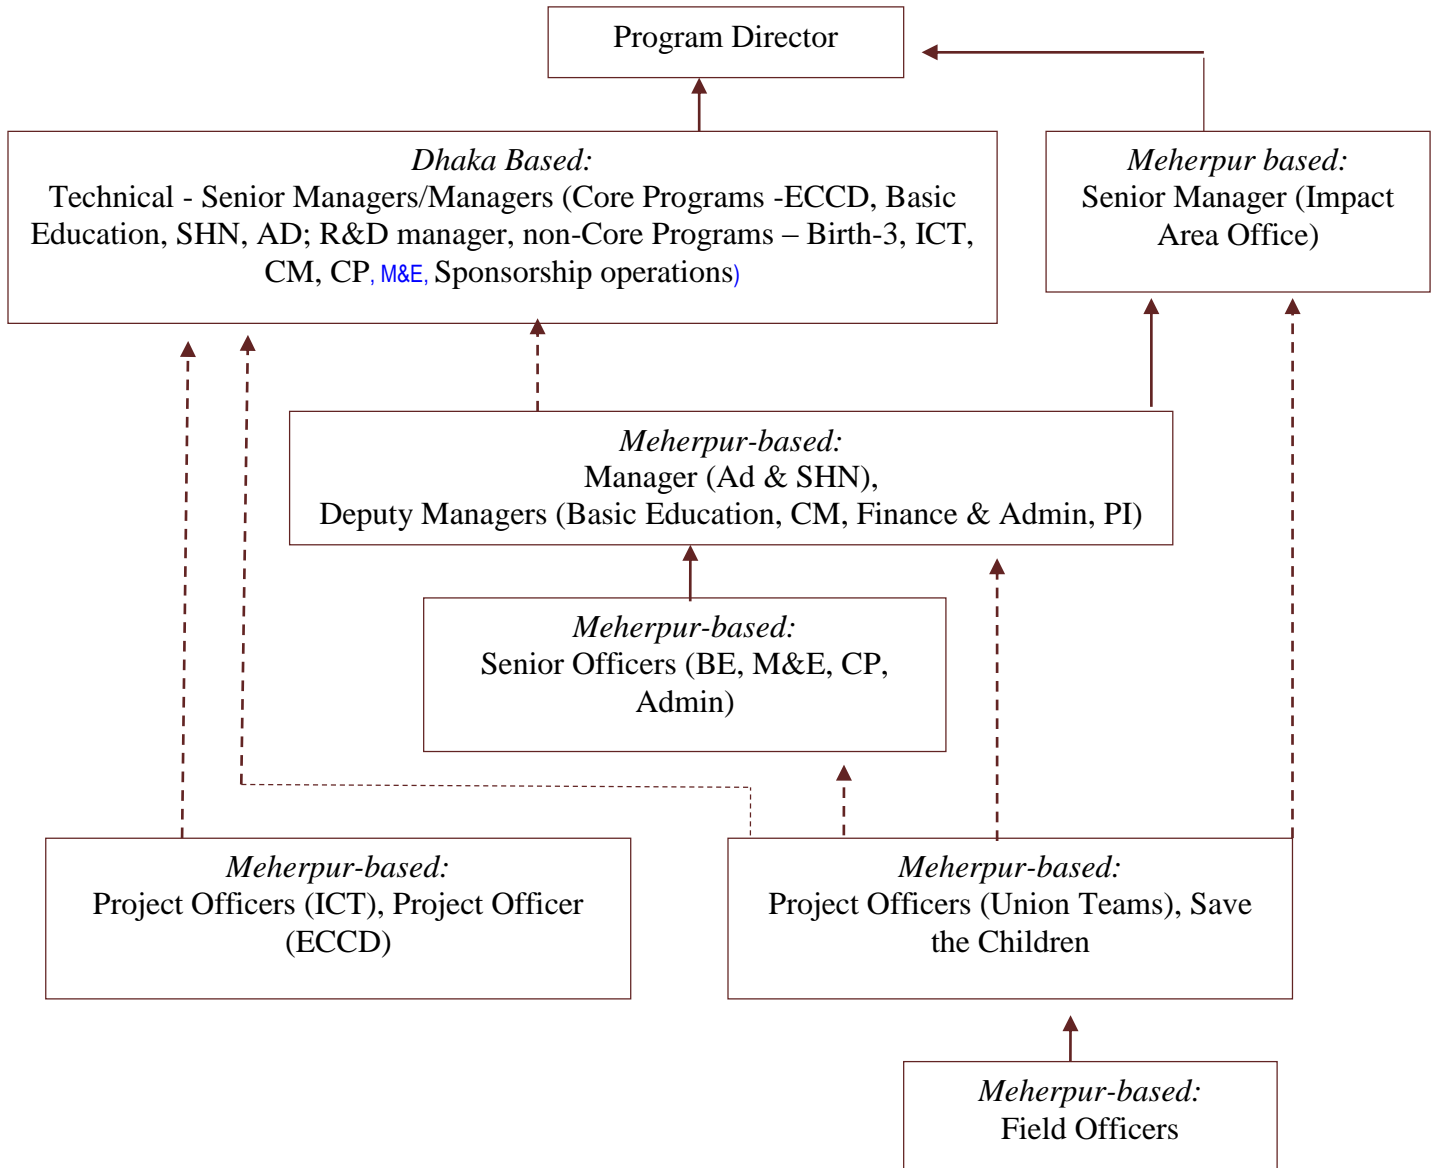 Program Director
Dhaka Based:
Technical - Senior Managers/Managers (Core Programs -ECCD, Basic
Education, SHN, AD; R&D manager, non-Core Programs – Birth-3, ICT,
CM, CP, M&E, Sponsorship operations)
Meherpur based:
Senior Manager (Impact
Area Office)
Meherpur-based:
Manager (Ad & SHN),
Deputy Managers (Basic Education, CM, Finance & Admin, PI)
Meherpur-based:
Senior Officers (BE, M&E, CP,
Admin)
Meherpur-based:
Project Officers (ICT), Project Officer
(ECCD)
Meherpur-based:
Project Officers (Union Teams), Save
the Children
Meherpur-based:
Field Officers